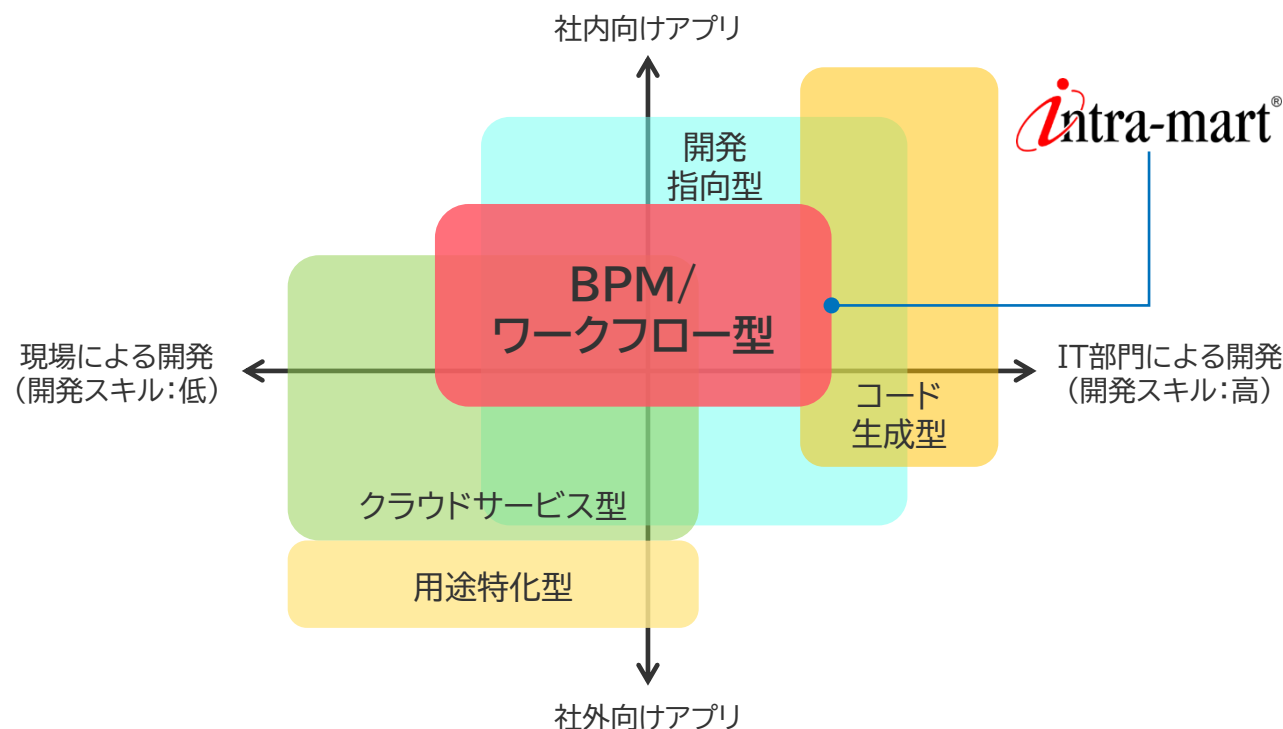 社内向けアプリ
intra-mart®
開発
指向型
BPM/
ワークフロー型
現場による開発
(開発スキル:低)
IT部門による開発
(開発スキル:高)
コード
生成型
クラウドサービス型
用途特化型
社外向けアプリ